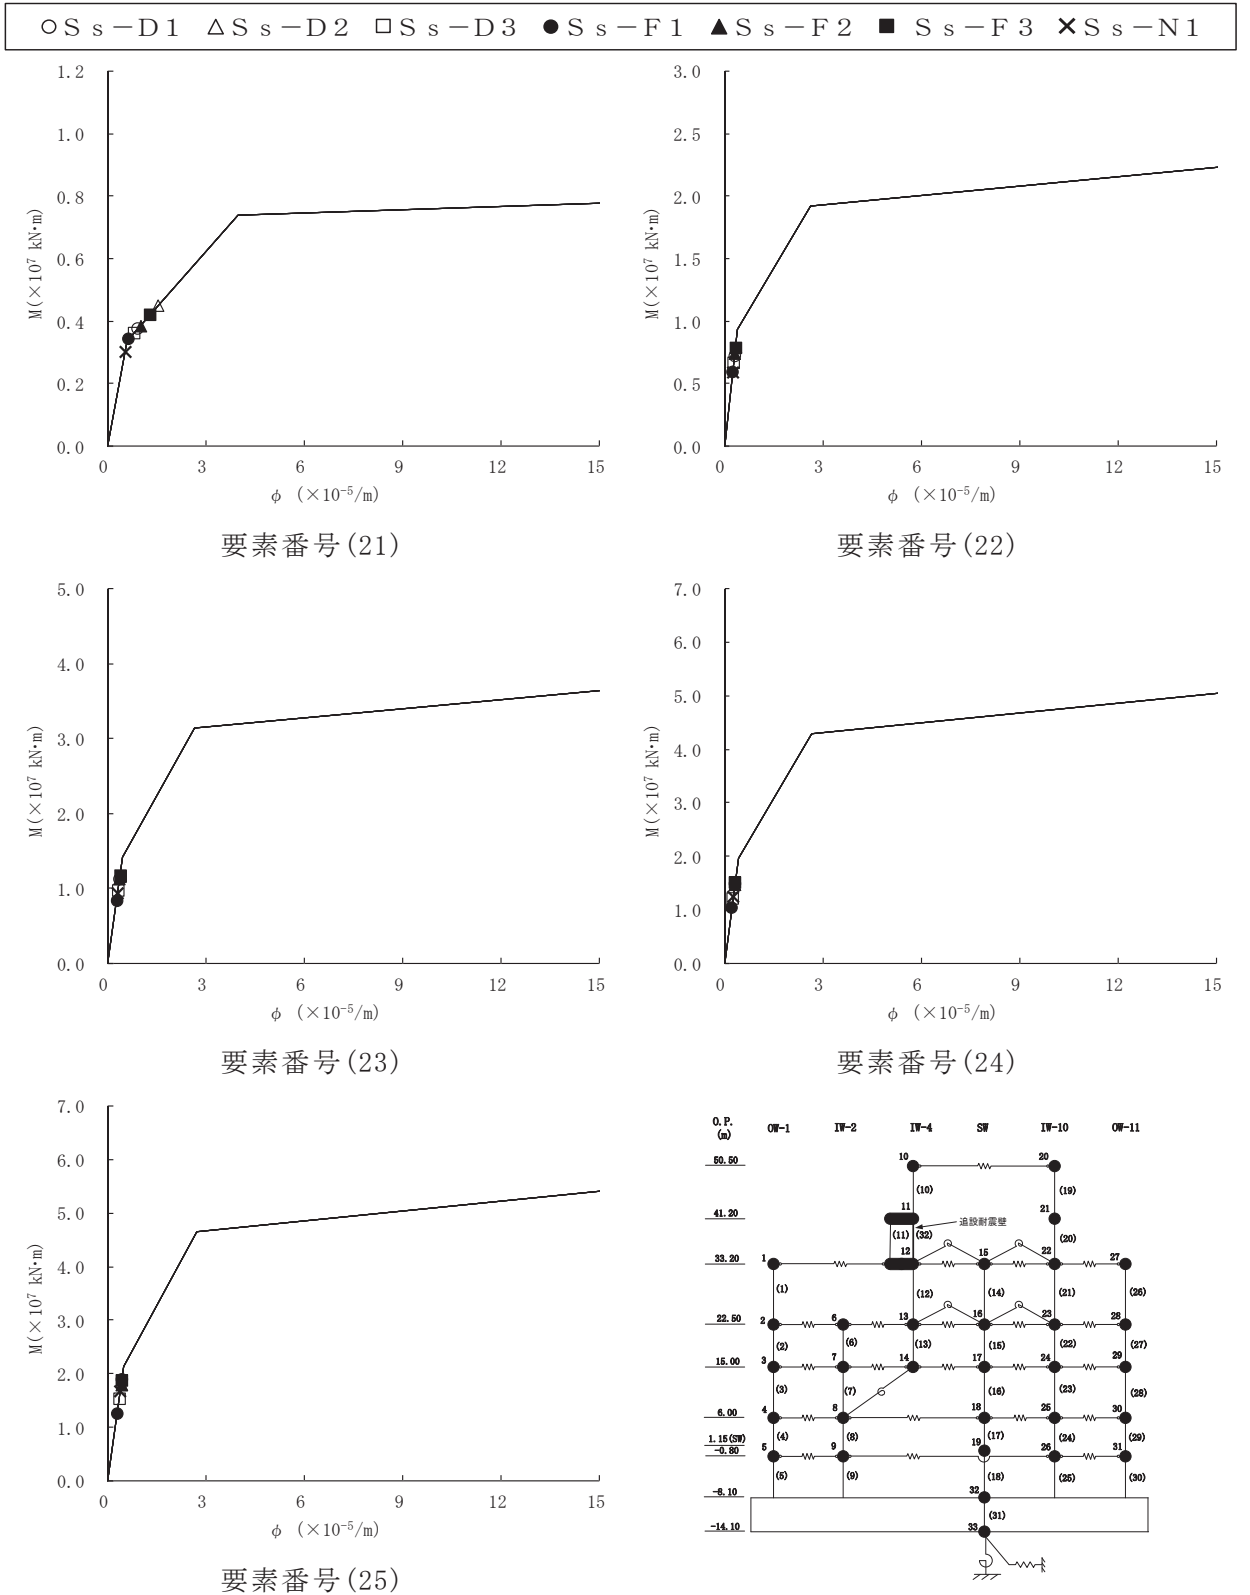 ○Ｓｓ－Ｄ１ △Ｓｓ－Ｄ２ □Ｓｓ－Ｄ３ ●Ｓｓ－Ｆ１ ▲Ｓｓ－Ｆ２ ■Ｓｓ－Ｆ３ ×Ｓｓ－Ｎ１
1.2
1.0
0.8
0.6
0.4
0.2
0.0
M(×10⁷ kN・m)
0 3 6 9 12 15
φ (×10⁻⁵/m)
要素番号(21)
3.0
2.5
2.0
1.5
1.0
0.5
0.0
M(×10⁷ kN・m)
0 3 6 9 12 15
φ (×10⁻⁵/m)
要素番号(22)
5.0
4.0
3.0
2.0
1.0
0.0
M(×10⁷ kN・m)
0 3 6 9 12 15
φ (×10⁻⁵/m)
要素番号(23)
7.0
6.0
5.0
4.0
3.0
2.0
1.0
0.0
M(×10⁷ kN・m)
0 3 6 9 12 15
φ (×10⁻⁵/m)
要素番号(24)
7.0
6.0
5.0
4.0
3.0
2.0
1.0
0.0
M(×10⁷ kN・m)
0 3 6 9 12 15
φ (×10⁻⁵/m)
要素番号(25)
O.P.
(m)
OW-1 IW-2 IW-4 SW IW-10 OW-11
50.50 10 20
(10) (19)
41.20 11 21
追設耐震壁
(11) (32) (20)
33.20 1 12 15 22 27
(1) (12) (14) (21) (26)
22.50 2 6 13 16 23 28
(2) (6) (13) (15) (22) (27)
15.00 3 7 14 17 24 29
(3) (7) (16) (23) (28)
6.00 4 8 18 25 30
(4) (8) (17) (24) (29)
1.15(SW) 19
-0.80 5 9 26 31
(5) (9) (18) (25) (30)
-8.10 32
(31)
-14.10 33